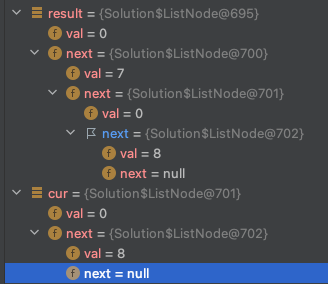 result = {Solution$ListNode@695}
f val = 0
f next = {Solution$ListNode@700}
f val = 7
f next = {Solution$ListNode@701}
f val = 0
next = {Solution$ListNode@702}
f val = 8
f next = null
cur = {Solution$ListNode@701}
f val = 0
f next = {Solution$ListNode@702}
f val = 8
f next = null